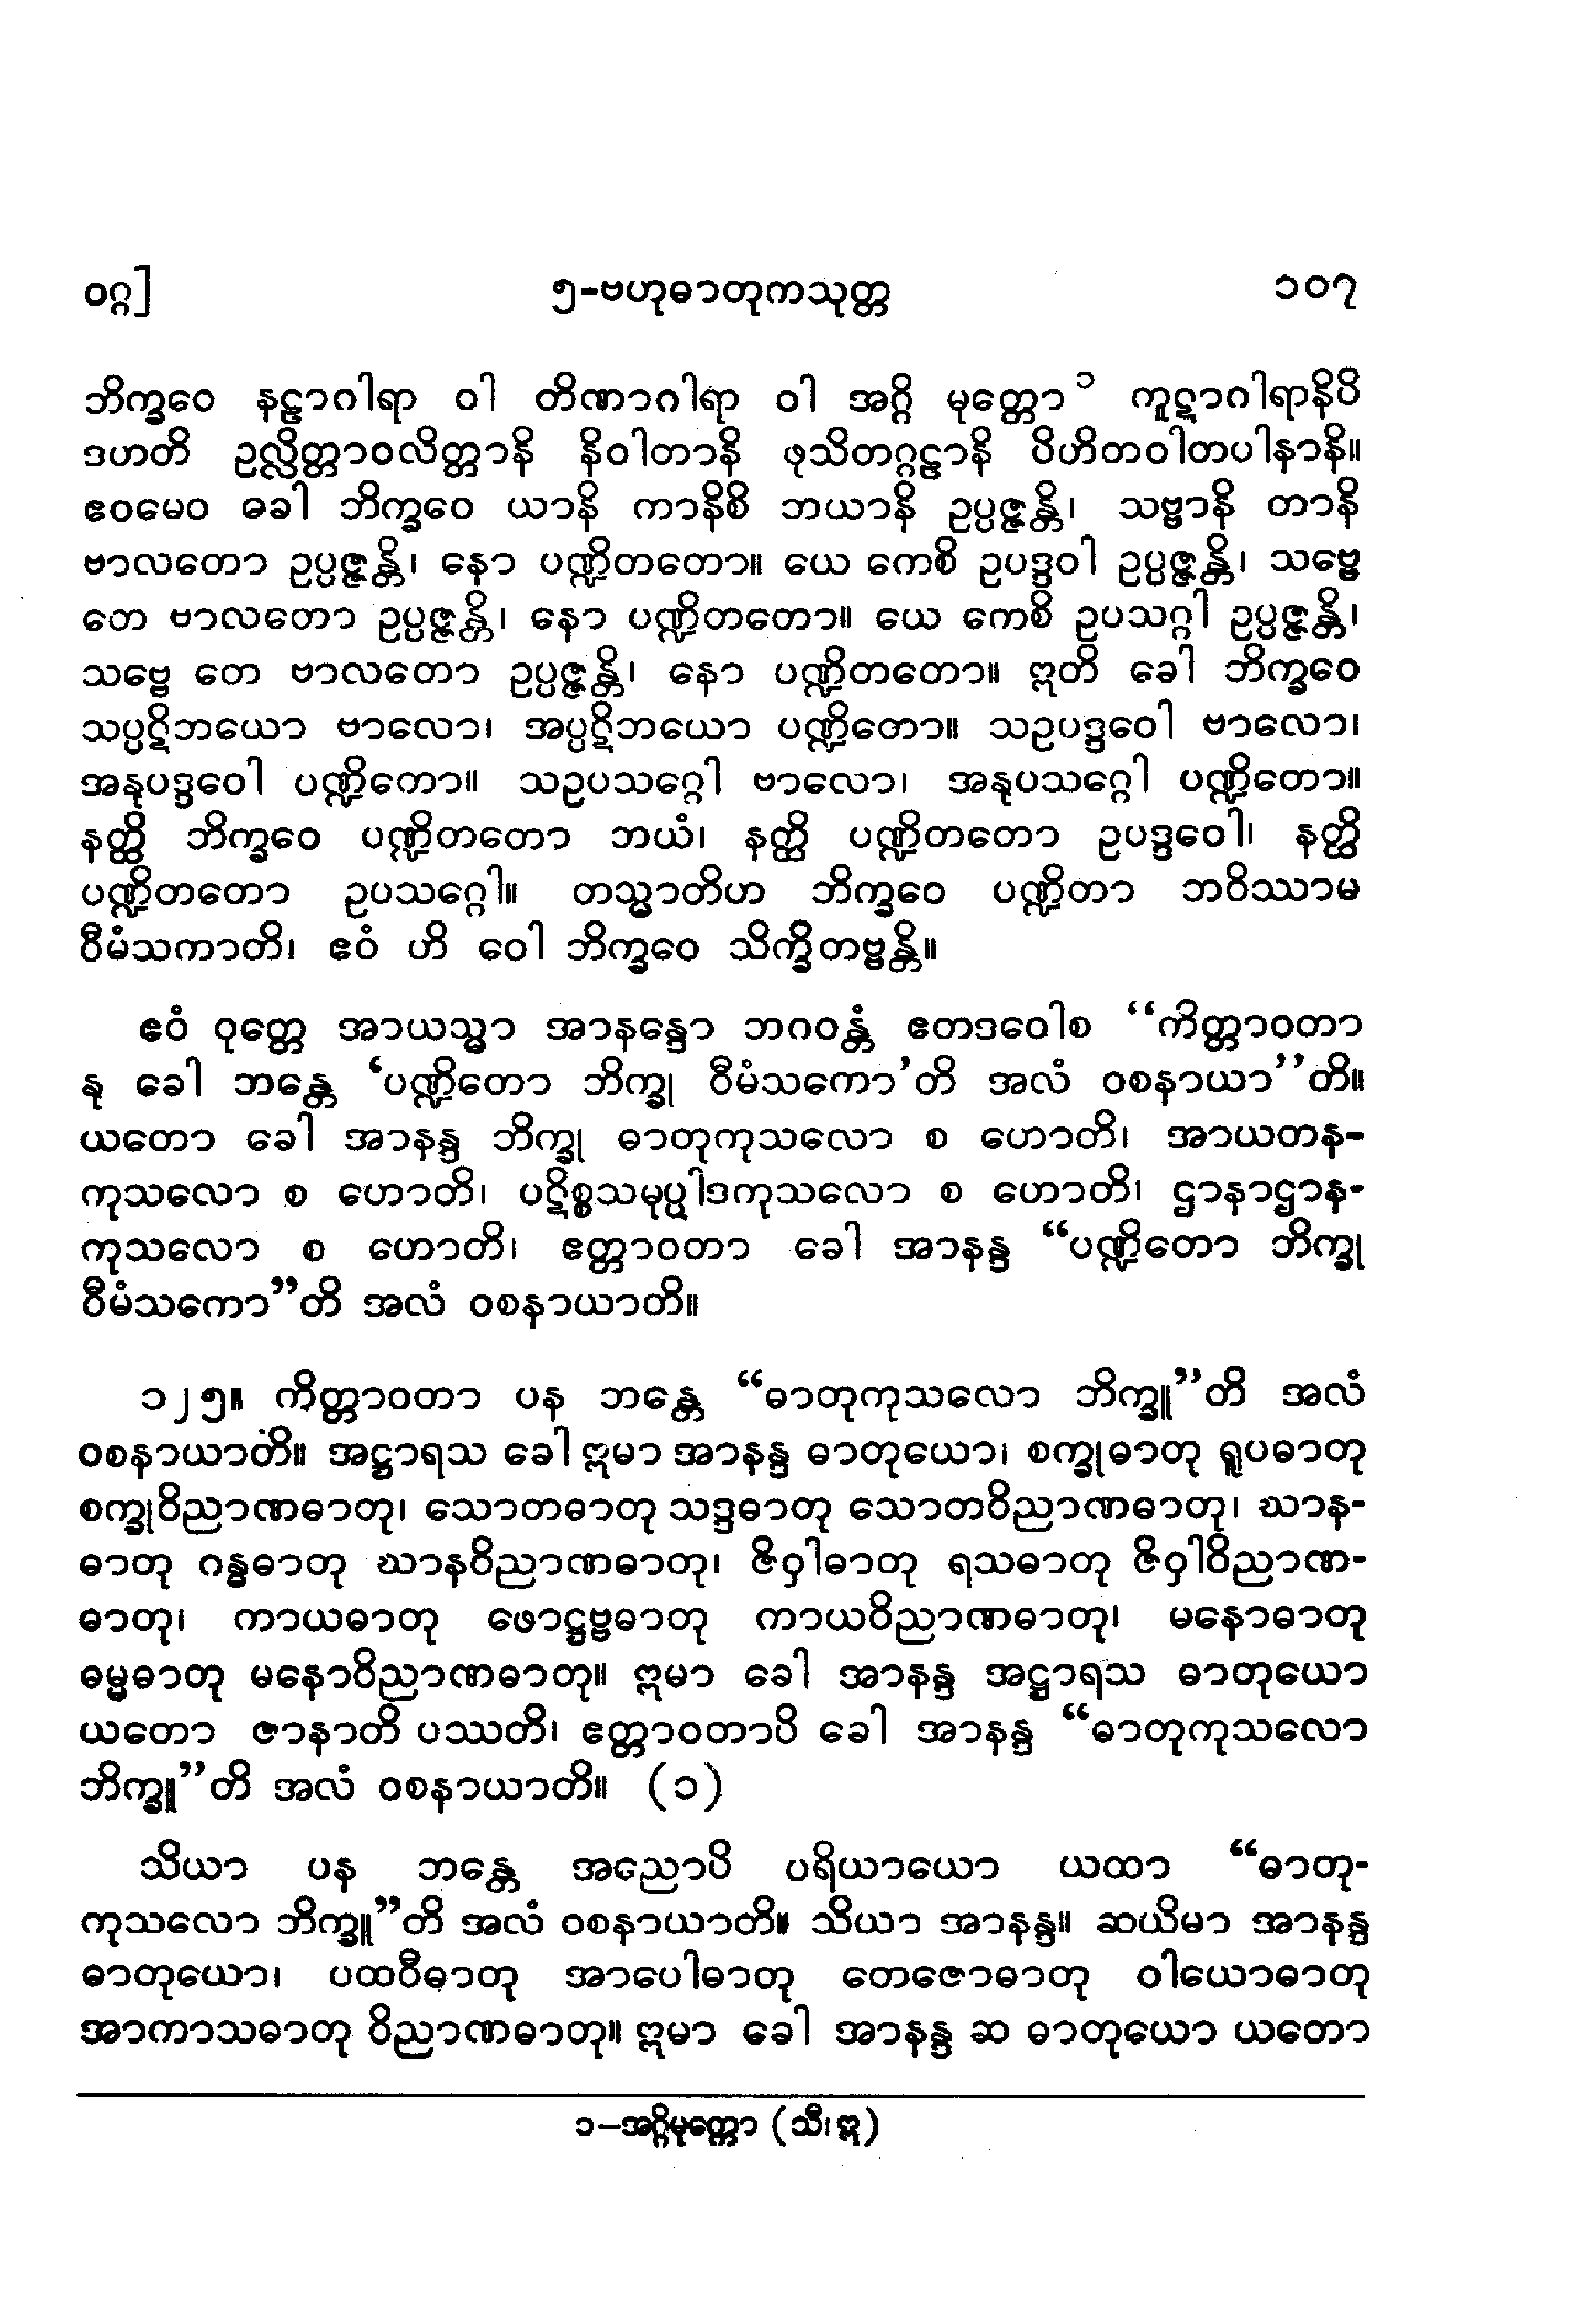 ဝဂ္ဂ] ၅-ဗဟုဓာတုကသုတ္တ ၁၀၇
ဘိက္ခဝေ နဠာဂါရာ ဝါ တိဏာဂါရာ ဝါ အဂ္ဂိ မုတ္တော ၁ ကူဋာဂါရာနိပိ
ဒဟတိ ဥလ္လိတ္တာဝလိတ္တာနိ နိဝါတာနိ ဖုသိတဂ္ဂဠာနိ ပိဟိတဝါတပါနာနိ။
ဧဝမေဝ ခေါ ဘိက္ခဝေ ယာနိ ကာနိစိ ဘယာနိ ဥပ္ပဇ္ဇန္တိ၊ သဗ္ဗာနိ တာနိ
ဗာလတော ဥပ္ပဇ္ဇန္တိ၊ နော ပဏ္ဍိတတော။ ယေ ကေစိ ဥပဒ္ဒဝါ ဥပ္ပဇ္ဇန္တိ၊ သဗ္ဗေ
တေ ဗာလတော ဥပ္ပဇ္ဇန္တိ၊ နော ပဏ္ဍိတတော။ ယေ ကေစိ ဥပသဂ္ဂါ ဥပ္ပဇ္ဇန္တိ၊
သဗ္ဗေ တေ ဗာလတော ဥပ္ပဇ္ဇန္တိ၊ နော ပဏ္ဍိတတော။ ဣတိ ခေါ ဘိက္ခဝေ
သပ္ပဋိဘယော ဗာလော၊ အပ္ပဋိဘယော ပဏ္ဍိတော။ သဥပဒ္ဒဝေါ ဗာလော၊
အနုပဒ္ဒဝေါ ပဏ္ဍိတော။ သဥပသဂ္ဂေါ ဗာလော၊ အနုပသဂ္ဂေါ ပဏ္ဍိတော။
နတ္ထိ ဘိက္ခဝေ ပဏ္ဍိတတော ဘယံ၊ နတ္ထိ ပဏ္ဍိတတော ဥပဒ္ဒဝေါ၊ နတ္ထိ
ပဏ္ဍိတတော ဥပသဂ္ဂေါ။ တသ္မာတိဟ ဘိက္ခဝေ ပဏ္ဍိတာ ဘဝိဿာမ
ဝီမံသကာတိ၊ ဧဝံ ဟိ ဝေါ ဘိက္ခဝေ သိက္ခိတဗ္ဗန္တိ။
ဧဝံ ဝုတ္တေ အာယသ္မာ အာနန္ဒော ဘဂဝန္တံ ဧတဒဝေါစ “ကိတ္တာဝတာ
နု ခေါ ဘန္တေ ‘ပဏ္ဍိတော ဘိက္ခု ဝီမံသကော’တိ အလံ ဝစနာယာ”တိ။
ယတော ခေါ အာနန္ဒ ဘိက္ခု ဓာတုကုသလော စ ဟောတိ၊ အာယတန-
ကုသလော စ ဟောတိ၊ ပဋိစ္စသမုပ္ပါဒကုသလော စ ဟောတိ၊ ဌာနာဌာန-
ကုသလော စ ဟောတိ၊ ဧတ္တာဝတာ ခေါ အာနန္ဒ “ပဏ္ဍိတော ဘိက္ခု
ဝီမံသကော”တိ အလံ ဝစနာယာတိ။
၁၂၅။ ကိတ္တာဝတာ ပန ဘန္တေ “ဓာတုကုသလော ဘိက္ခူ”တိ အလံ
ဝစနာယာတိ။ အဋ္ဌာရသ ခေါ ဣမာ အာနန္ဒ ဓာတုယော၊ စက္ခုဓာတု ရူပဓာတု
စက္ခုဝိညာဏဓာတု၊ သောတဓာတု သဒ္ဒဓာတု သောတဝိညာဏဓာတု၊ ဃာန-
ဓာတု ဂန္ဓဓာတု ဃာနဝိညာဏဓာတု၊ ဇိဝှါဓာတု ရသဓာတု ဇိဝှါဝိညာဏ-
ဓာတု၊ ကာယဓာတု ဖောဋ္ဌဗ္ဗဓာတု ကာယဝိညာဏဓာတု၊ မနောဓာတု
ဓမ္မဓာတု မနောဝိညာဏဓာတု။ ဣမာ ခေါ အာနန္ဒ အဋ္ဌာရသ ဓာတုယော
ယတော ဇာနာတိ ပဿတိ၊ ဧတ္တာဝတာပိ ခေါ အာနန္ဒ “ဓာတုကုသလော
ဘိက္ခူ”တိ အလံ ဝစနာယာတိ။ (၁)
သိယာ ပန ဘန္တေ အညောပိ ပရိယာယော ယထာ “ဓာတု-
ကုသလော ဘိက္ခူ”တိ အလံ ဝစနာယာတိ။ သိယာ အာနန္ဒ။ ဆယိမာ အာနန္ဒ
ဓာတုယော၊ ပထဝီဓာတု အာပေါဓာတု တေဇောဓာတု ဝါယောဓာတု
အာကာသဓာတု ဝိညာဏဓာတု။ ဣမာ ခေါ အာနန္ဒ ဆ ဓာတုယော ယတော
၁−အဂ္ဂိမုက္ကော (သီ၊ဣ)